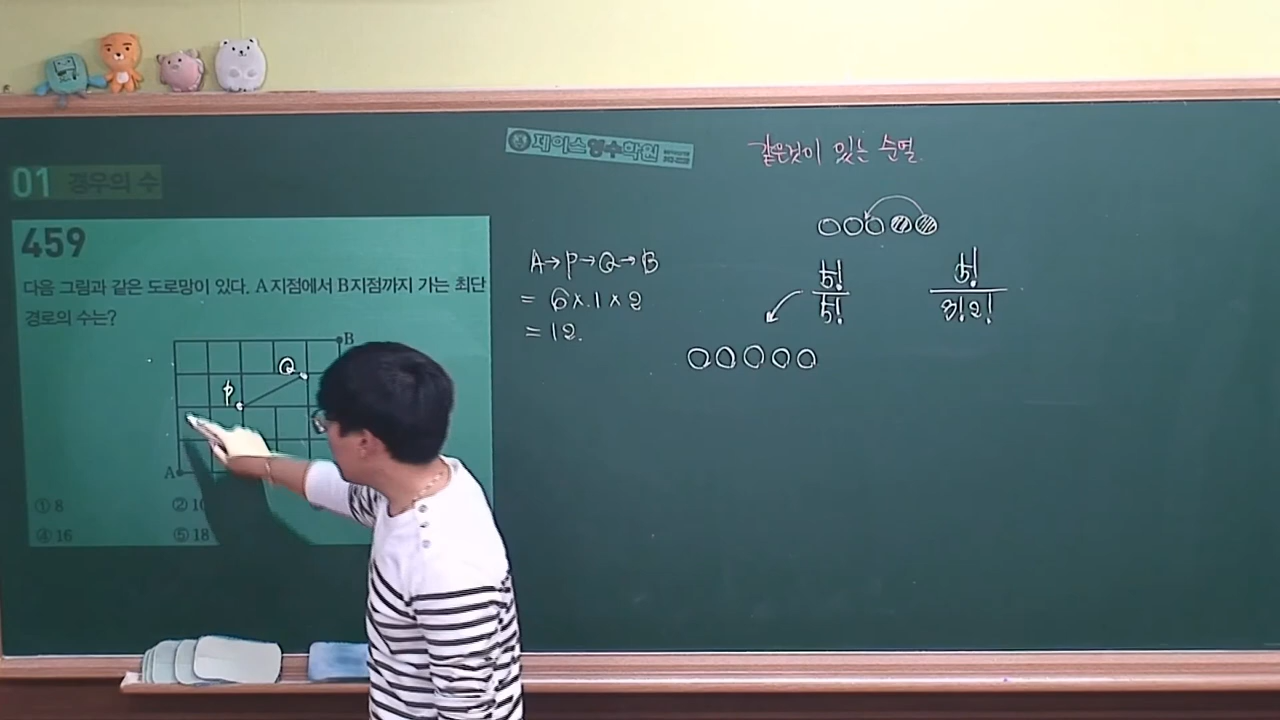 제이스영수학원
01 경우의 수
459
다음 그림과 같은 도로망이 있다. A지점에서 B지점까지 가는 최단
경로의 수는?
B
Q
P
A
① 8
② 10
④ 16
⑤ 18
A→P→Q→B
= 6×1×2
= 12.
같은것이 있는 순열.
5!
5!
5!
3!2!